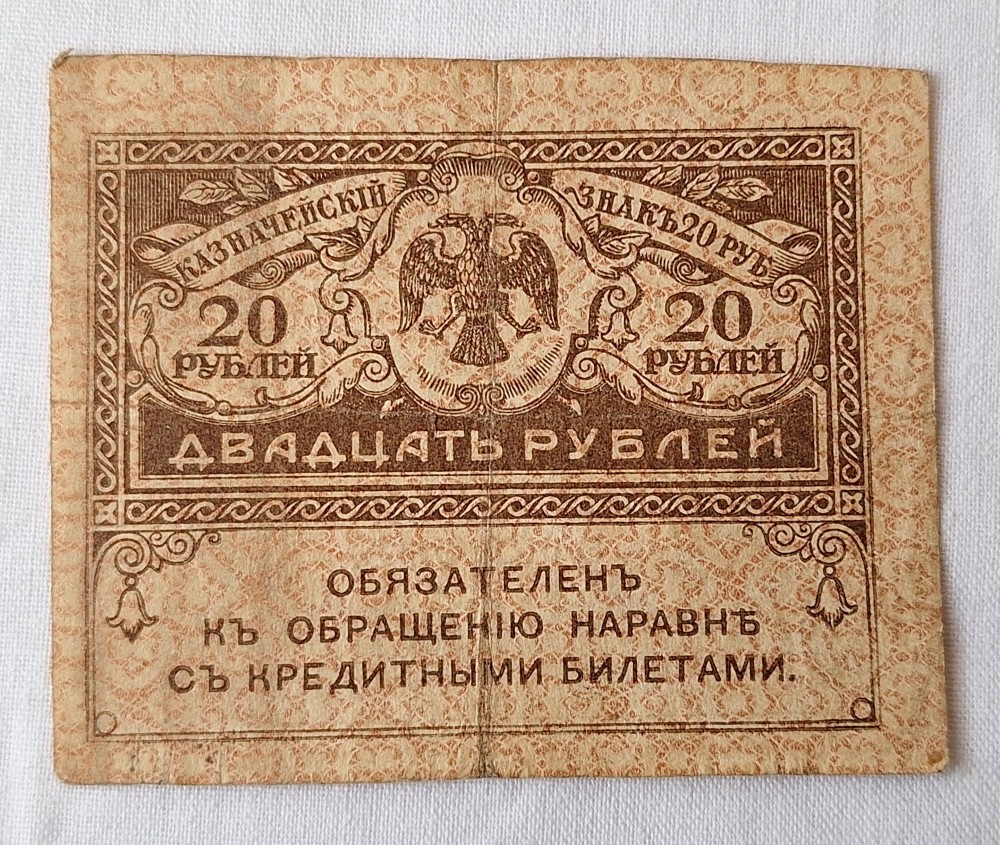 КАЗНАЧЕЙСКІЙ
ЗНАКЪ 20 РУБ
20
РУБЛЕЙ
20
РУБЛЕЙ
ДВАДЦАТЬ РУБЛЕЙ
ОБЯЗАТЕЛЕНЪ
КЪ ОБРАЩЕНІЮ НАРАВНѢ
СЪ КРЕДИТНЫМИ БИЛЕТАМИ.